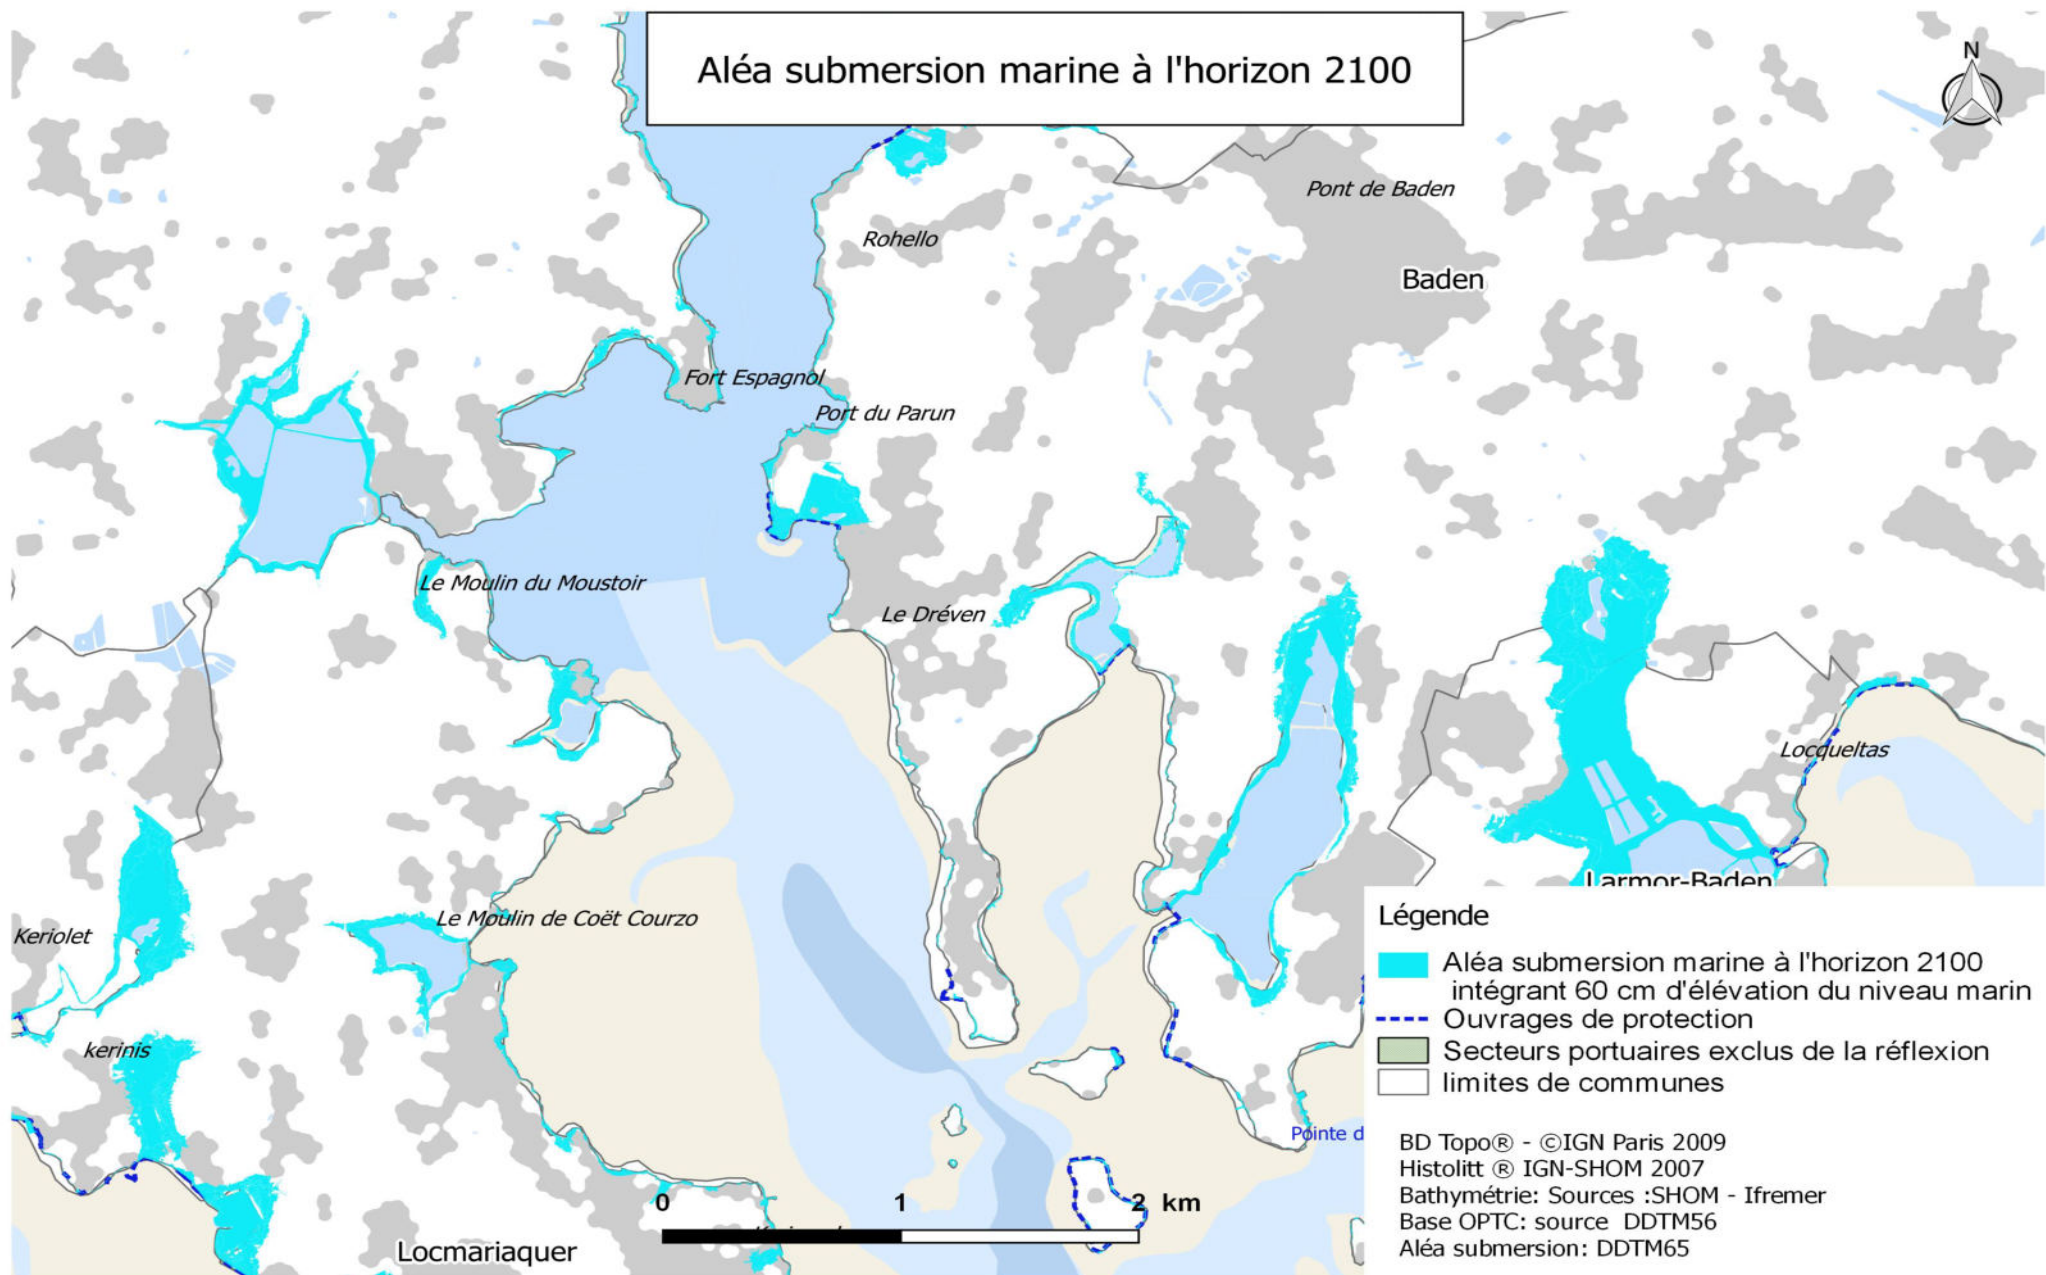 Aléa submersion marine à l'horizon 2100
N
Pont de Baden
Rohello
Baden
Fort Espagnol
Port du Parun
Le Moulin du Moustoir
Le Dréven
Locqueltas
Larmor-Baden
Le Moulin de Coët Courzo
Keriolet
kerinis
Pointe d
Locmariaquer
0 1 2 km
Légende
Aléa submersion marine à l'horizon 2100
intégrant 60 cm d'élévation du niveau marin
Ouvrages de protection
Secteurs portuaires exclus de la réflexion
limites de communes
BD Topo® - ©IGN Paris 2009
Histolitt ® IGN-SHOM 2007
Bathymétrie: Sources :SHOM - Ifremer
Base OPTC: source DDTM56
Aléa submersion: DDTM65